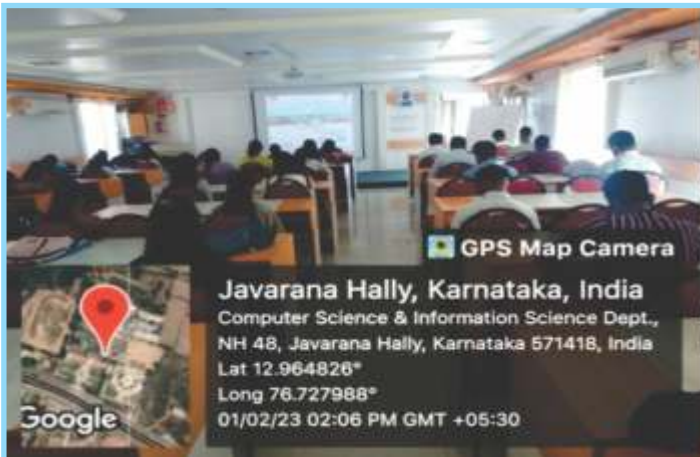 GPS Map Camera
Javarana Hally, Karnataka, India
Computer Science & Information Science Dept.,
NH 48, Javarana Hally, Karnataka 571418, India
Lat 12.964826°
Long 76.727988°
01/02/23 02:06 PM GMT +05:30
Google